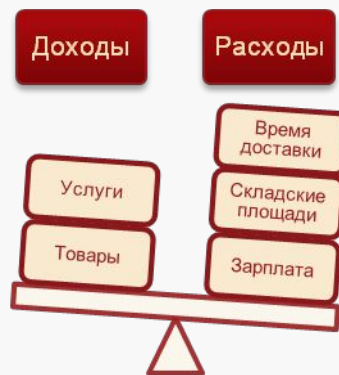 Доходы
Расходы
Время
доставки
Услуги
Складские
площади
Товары
Зарплата